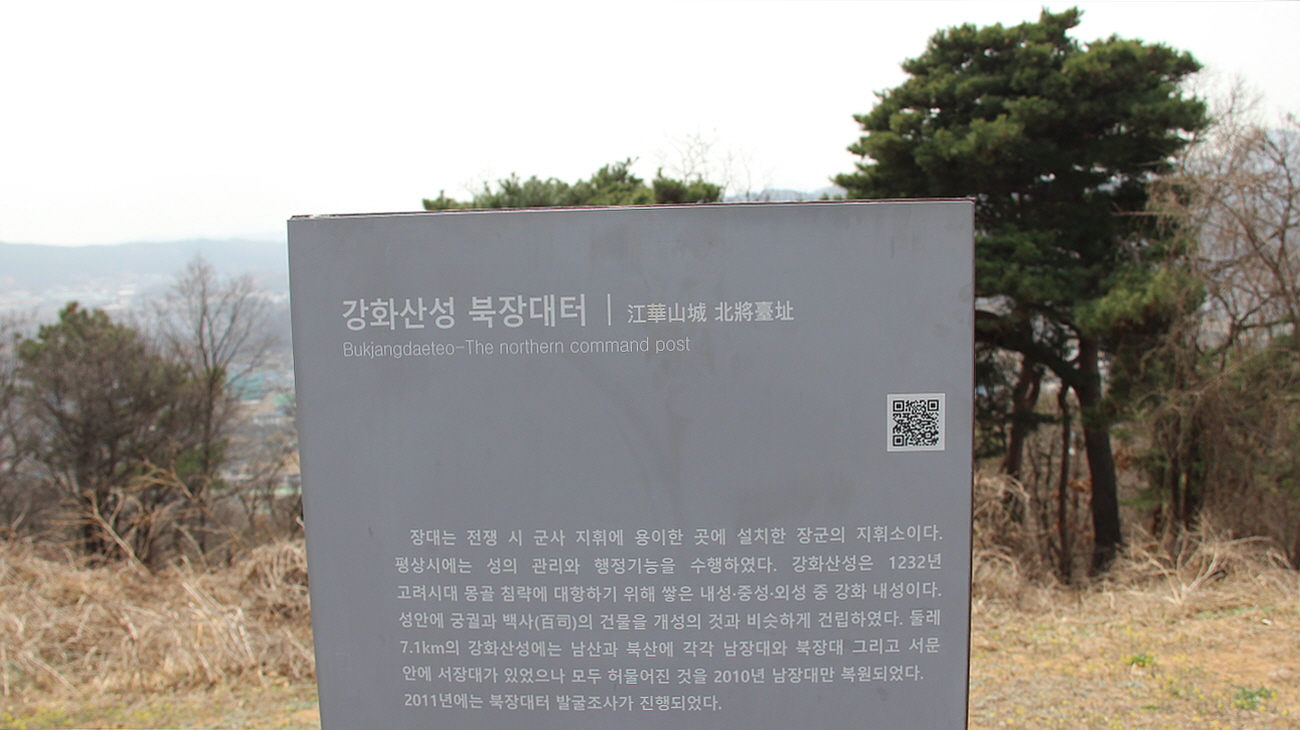 강화산성 북장대터 | 江華山城 北將臺址
Bukjangdaeteo-The northern command post
장대는 전쟁 시 군사 지휘에 용이한 곳에 설치한 장군의 지휘소이다.
평상시에는 성의 관리와 행정기능을 수행하였다. 강화산성은 1232년
고려시대 몽골 침략에 대항하기 위해 쌓은 내성·중성·외성 중 강화 내성이다.
성안에 궁궐과 백사(百司)의 건물을 개성의 것과 비슷하게 건립하였다. 둘레
7.1km의 강화산성에는 남산과 북산에 각각 남장대와 북장대 그리고 서문
안에 서장대가 있었으나 모두 허물어진 것을 2010년 남장대만 복원되었다.
2011년에는 북장대터 발굴조사가 진행되었다.